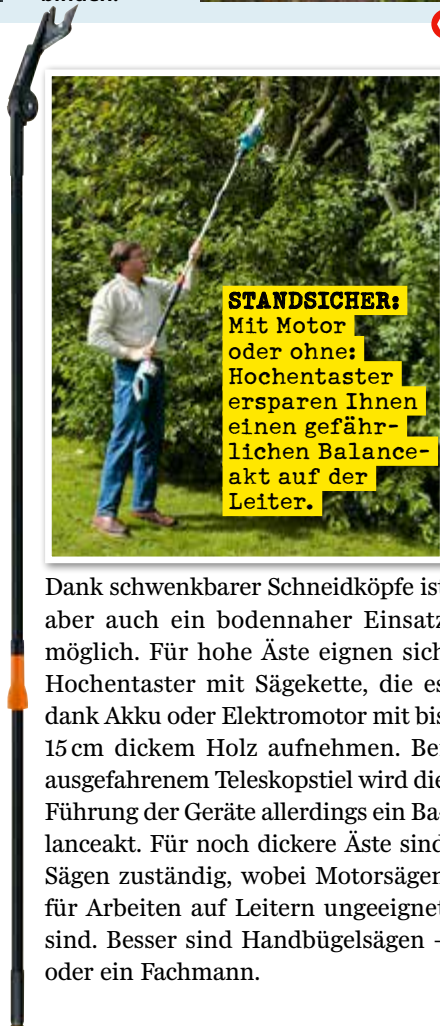 STANDSICHER:
Mit Motor
oder ohne:
Hochentaster
ersparen Ihnen
einen gefähr-
lichen Balance-
akt auf der
Leiter.
Dank schwenkbarer Schneidköpfe ist
aber auch ein bodennaher Einsatz
möglich. Für hohe Äste eignen sich
Hochentaster mit Sägekette, die es
dank Akku oder Elektromotor mit bis
15 cm dickem Holz aufnehmen. Bei
ausgefahrenem Teleskopstiel wird die
Führung der Geräte allerdings ein Ba-
lanceakt. Für noch dickere Äste sind
Sägen zuständig, wobei Motorsägen
für Arbeiten auf Leitern ungeeignet
sind. Besser sind Handbügelsägen –
oder ein Fachmann.